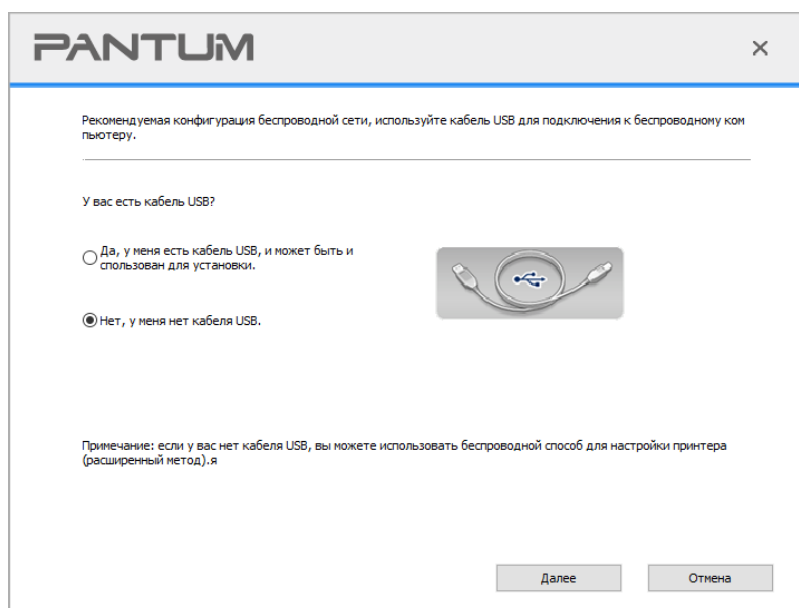 PANTUM
Рекомендуемая конфигурация беспроводной сети, используйте кабель USB для подключения к беспроводному ком
пьютеру.
У вас есть кабель USB?
Да, у меня есть кабель USB, и может быть и
спользован для установки.
Нет, у меня нет кабеля USB.
Примечание: если у вас нет кабеля USB, вы можете использовать беспроводной способ для настройки принтера
(расширенный метод).я
Далее
Отмена